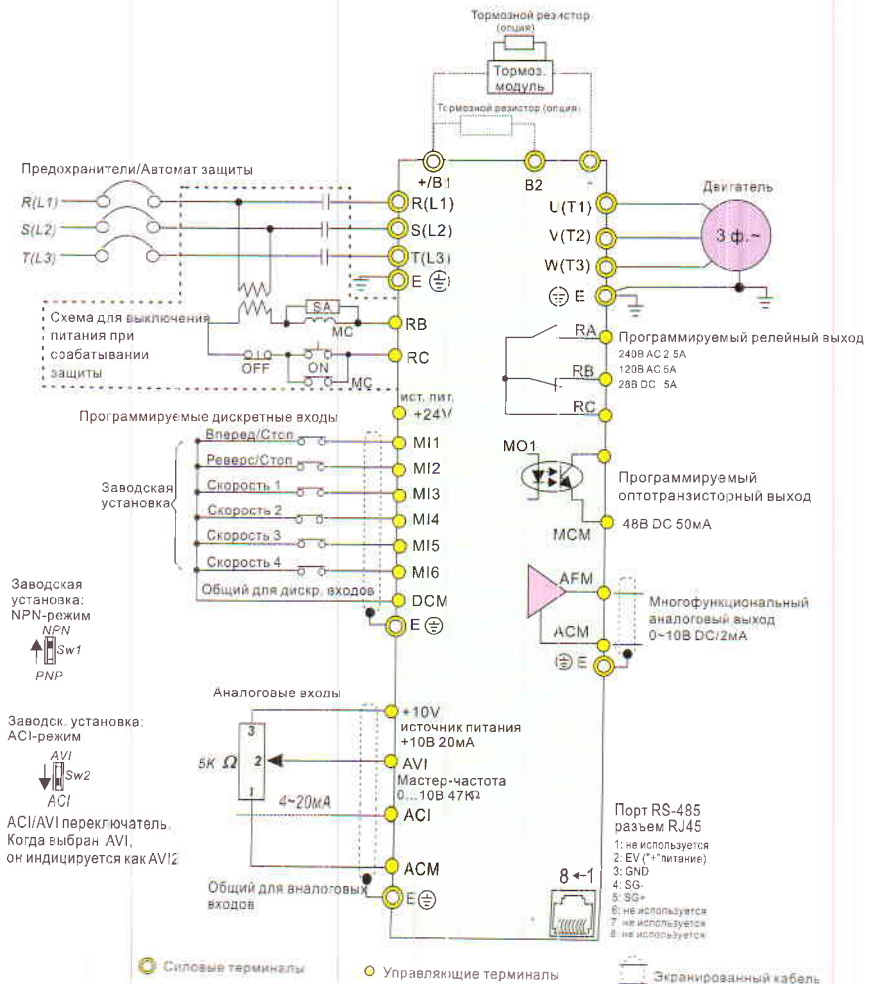 Тормозной резистор
(опция)
Тормоз.
модуль
Тормозной резистор (опция)
Предохранители/Автомат защиты
+/B1
B2
-
Двигатель
R(L1)
R(L1)
U(T1)
S(L2)
S(L2)
V(T2)
3 ф.~
T(L3)
T(L3)
W(T3)
E
E
Схема для выключения
питания при
срабатывании
защиты
SA
MC
RB
OFF
ON
MC
RC
RA
Программируемый релейный выход
240В AC 2.5A
120В AC 5A
28В DC 5A
RB
RC
ист. пит.
+24V
Программируемые дискретные входы
Вперед/Стоп
MI1
Реверс/Стоп
MI2
Заводская
установка
Скорость 1
MI3
Скорость 2
MI4
Скорость 3
MI5
Скорость 4
MI6
Общий для дискр. входов
DCM
E
MO1
Программируемый
оптотранзисторный выход
MCM
48В DC 50мА
AFM
Многофункциональный
аналоговый выход
0~10В DC/2мА
ACM
E
Заводская
установка:
NPN-режим
NPN
Sw1
PNP
Заводск. установка:
ACI-режим
AVI
Sw2
ACI
ACI/AVI переключатель.
Когда выбран AVI,
он индицируется как AVI2
Аналоговые входы
+10V
источник питания
+10В 20мА
3
5K Ω
2
1
AVI
Мастер-частота
0...10В 47КΩ
4~20мА
ACI
ACM
Общий для аналоговых
входов
E
8←1
Порт RS-485
разъем RJ45
1: не используется
2: EV ("+"питание)
3: GND
4: SG-
5: SG+
6: не используется
7: не используется
8: не используется
Силовые терминалы
Управляющие терминалы
Экранированный кабель